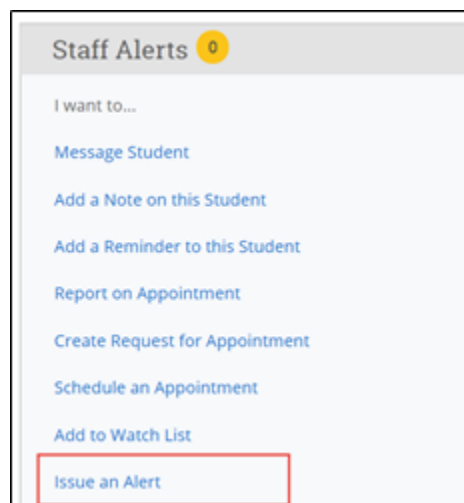 Staff Alerts 0
I want to...
Message Student
Add a Note on this Student
Add a Reminder to this Student
Report on Appointment
Create Request for Appointment
Schedule an Appointment
Add to Watch List
Issue an Alert